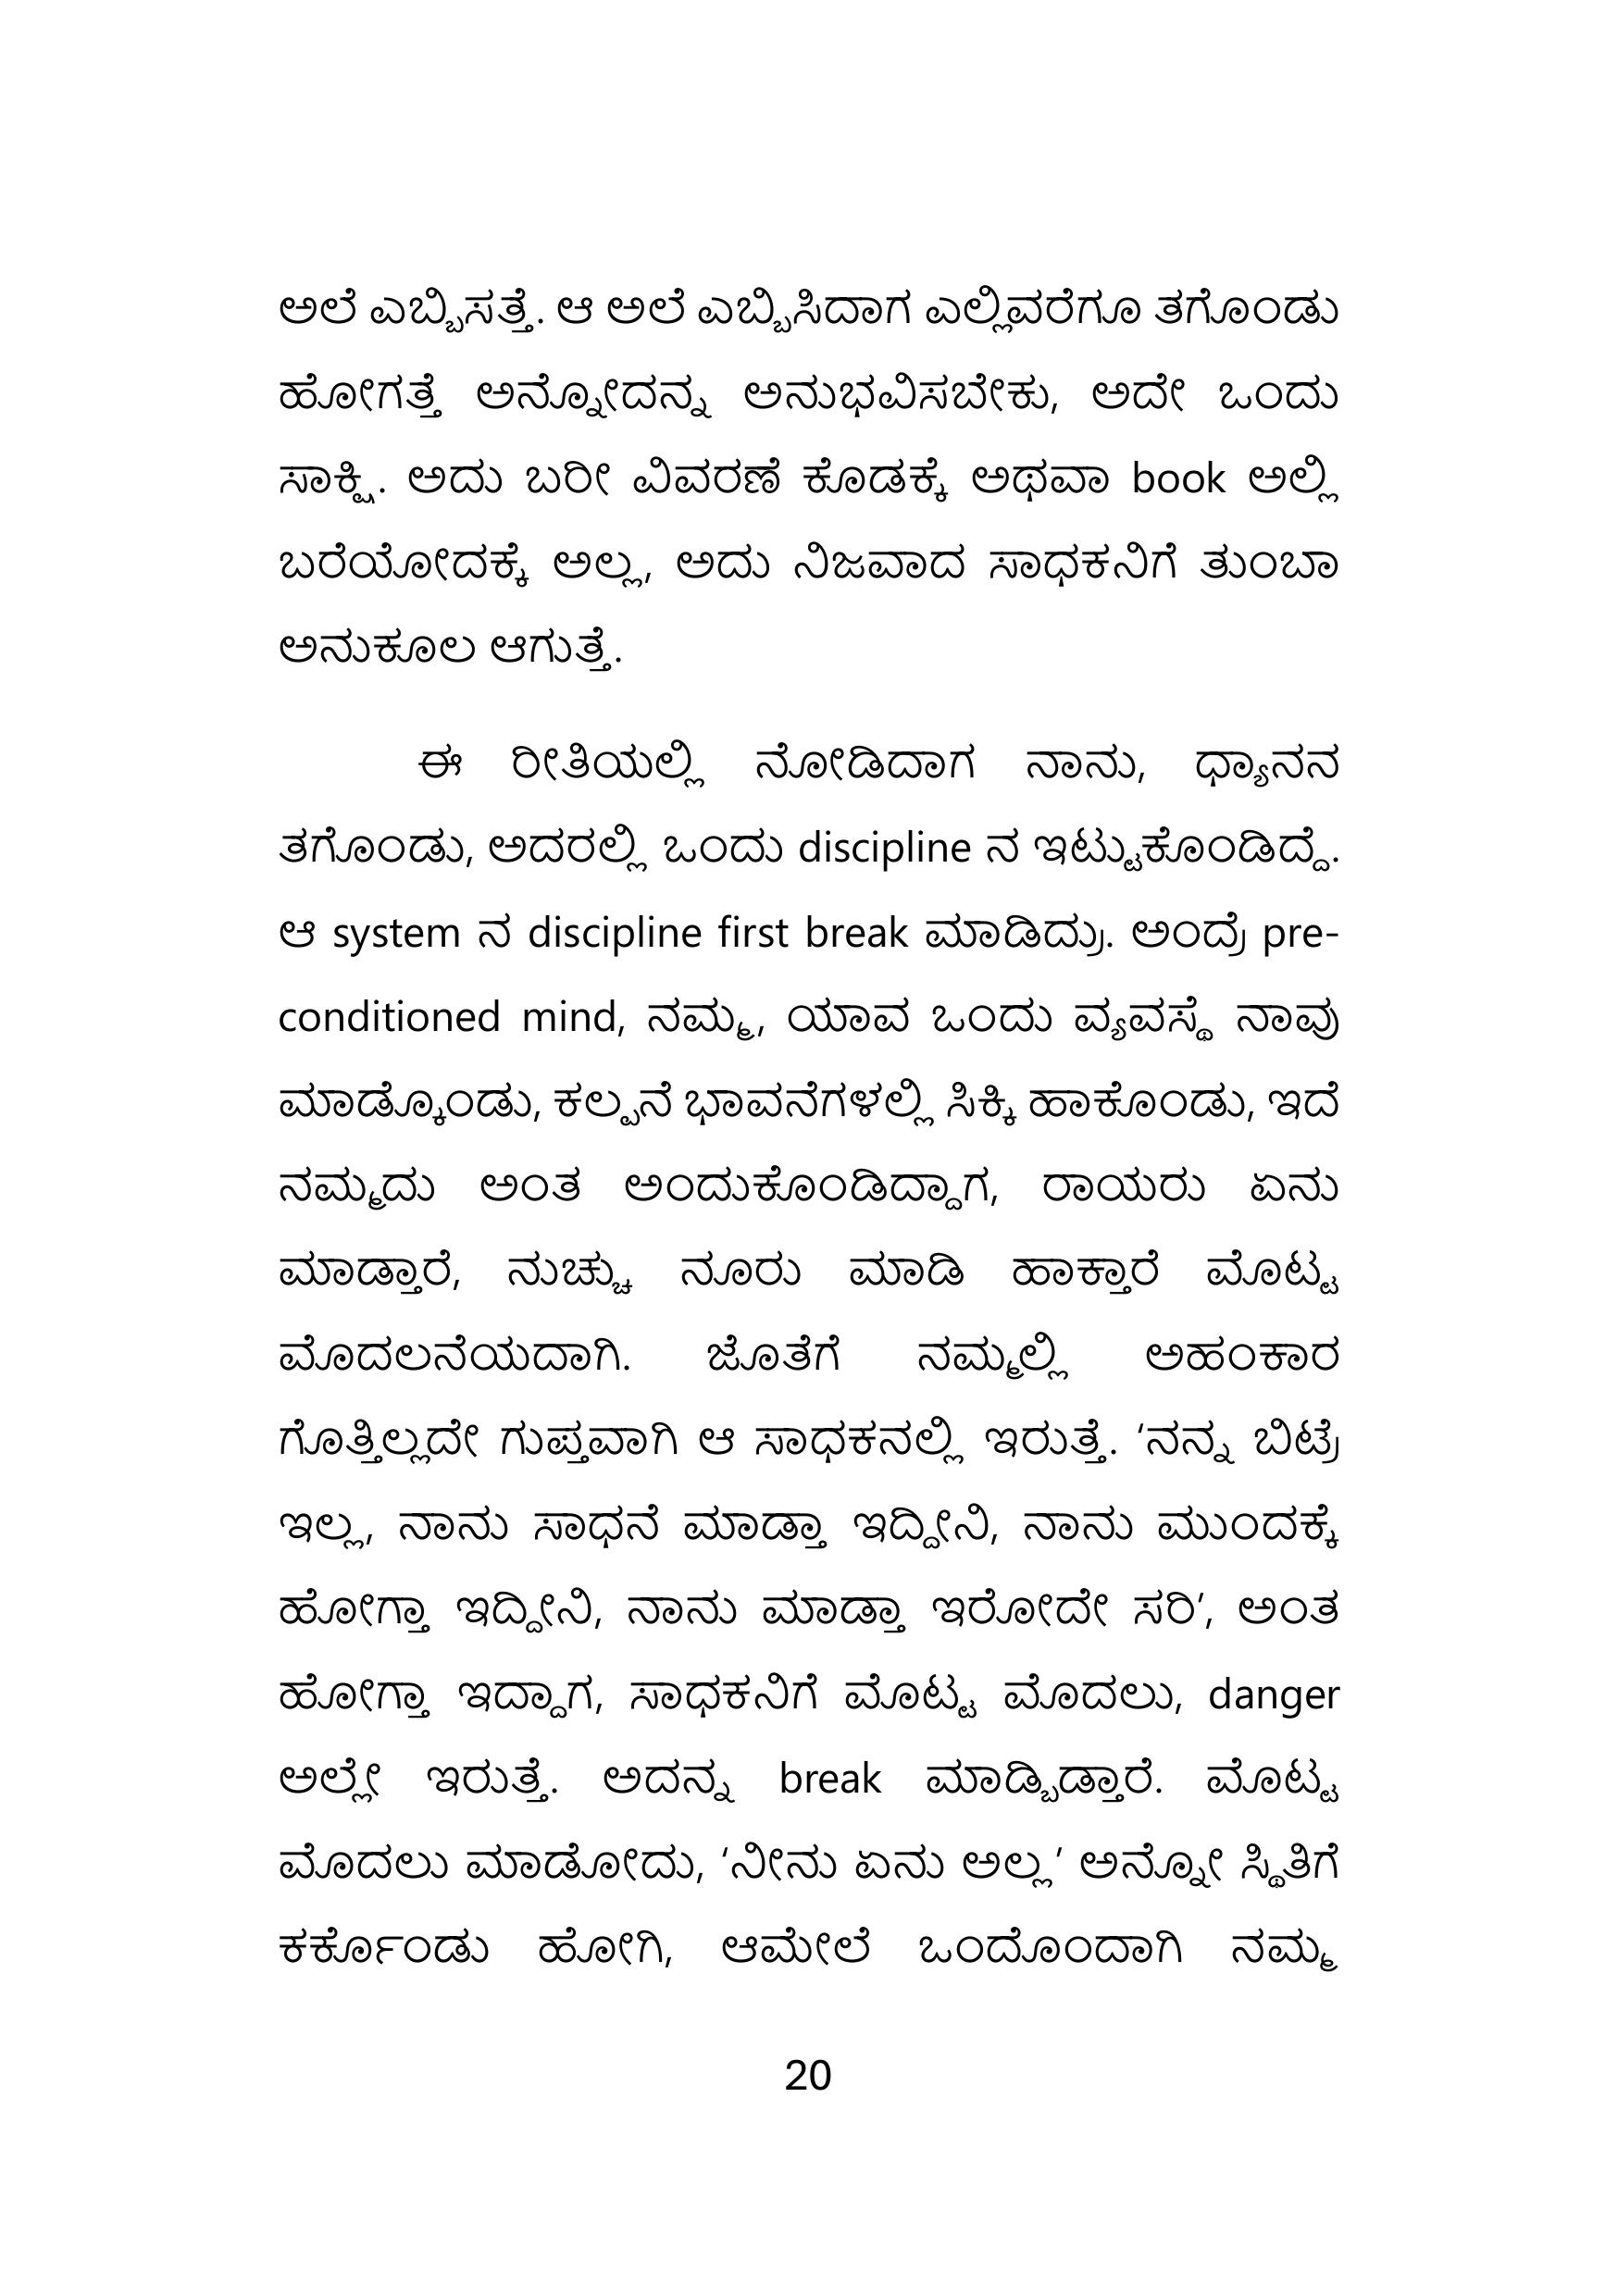 ಅಲೆ ಎಬ್ಬಿಸತ್ತೆ. ಆ ಅಲೆ ಎಬ್ಬಿಸಿದಾಗ ಎಲ್ಲಿವರೆಗೂ ತಗೊಂಡು
ಹೋಗತ್ತೆ ಅನ್ನೋದನ್ನ ಅನುಭವಿಸಬೇಕು, ಅದೇ ಒಂದು
ಸಾಕ್ಷಿ. ಅದು ಬರೀ ವಿವರಣೆ ಕೊಡಕ್ಕೆ ಅಥವಾ book ಅಲ್ಲಿ
ಬರೆಯೋದಕ್ಕೆ ಅಲ್ಲ, ಅದು ನಿಜವಾದ ಸಾಧಕನಿಗೆ ತುಂಬಾ
ಅನುಕೂಲ ಆಗುತ್ತೆ.
ಈ ರೀತಿಯಲ್ಲಿ ನೋಡಿದಾಗ ನಾನು, ಧ್ಯಾನನ
ತಗೊಂಡು, ಅದರಲ್ಲಿ ಒಂದು discipline ನ ಇಟ್ಟುಕೊಂಡಿದ್ದೆ.
ಆ system ನ discipline first break ಮಾಡಿದ್ರು. ಅಂದ್ರೆ pre-
conditioned mind, ನಮ್ಮ, ಯಾವ ಒಂದು ವ್ಯವಸ್ಥೆ ನಾವು
ಮಾಡ್ಕೊಂಡು, ಕಲ್ಪನೆ ಭಾವನೆಗಳಲ್ಲಿ ಸಿಕ್ಕಿ ಹಾಕೊಂಡು, ಇದೆ
ನಮ್ಮದು ಅಂತ ಅಂದುಕೊಂಡಿದ್ದಾಗ, ರಾಯರು ಏನು
ಮಾಡ್ತಾರೆ, ನುಚ್ಚು ನೂರು ಮಾಡಿ ಹಾಕ್ತಾರೆ ಮೊಟ್ಟ
ಮೊದಲನೆಯದಾಗಿ. ಜೊತೆಗೆ ನಮ್ಮಲ್ಲಿ ಅಹಂಕಾರ
ಗೊತ್ತಿಲ್ಲದೇ ಗುಪ್ತವಾಗಿ ಆ ಸಾಧಕನಲ್ಲಿ ಇರುತ್ತೆ. ‘ನನ್ನ ಬಿಟ್ರೆ
ಇಲ್ಲ, ನಾನು ಸಾಧನೆ ಮಾಡ್ತಾ ಇದ್ದೀನಿ, ನಾನು ಮುಂದಕ್ಕೆ
ಹೋಗ್ತಾ ಇದ್ದೀನಿ, ನಾನು ಮಾಡ್ತಾ ಇರೋದೇ ಸರಿ’, ಅಂತ
ಹೋಗ್ತಾ ಇದ್ದಾಗ, ಸಾಧಕನಿಗೆ ಮೊಟ್ಟ ಮೊದಲು, danger
ಅಲ್ಲೇ ಇರುತ್ತೆ. ಅದನ್ನ break ಮಾಡ್ಬಿಡ್ತಾರೆ. ಮೊಟ್ಟ
ಮೊದಲು ಮಾಡೋದು, ‘ನೀನು ಏನು ಅಲ್ಲ’ ಅನ್ನೋ ಸ್ಥಿತಿಗೆ
ಕರ್ಕೊಂಡು ಹೋಗಿ, ಆಮೇಲೆ ಒಂದೊಂದಾಗಿ ನಮ್ಮ
20